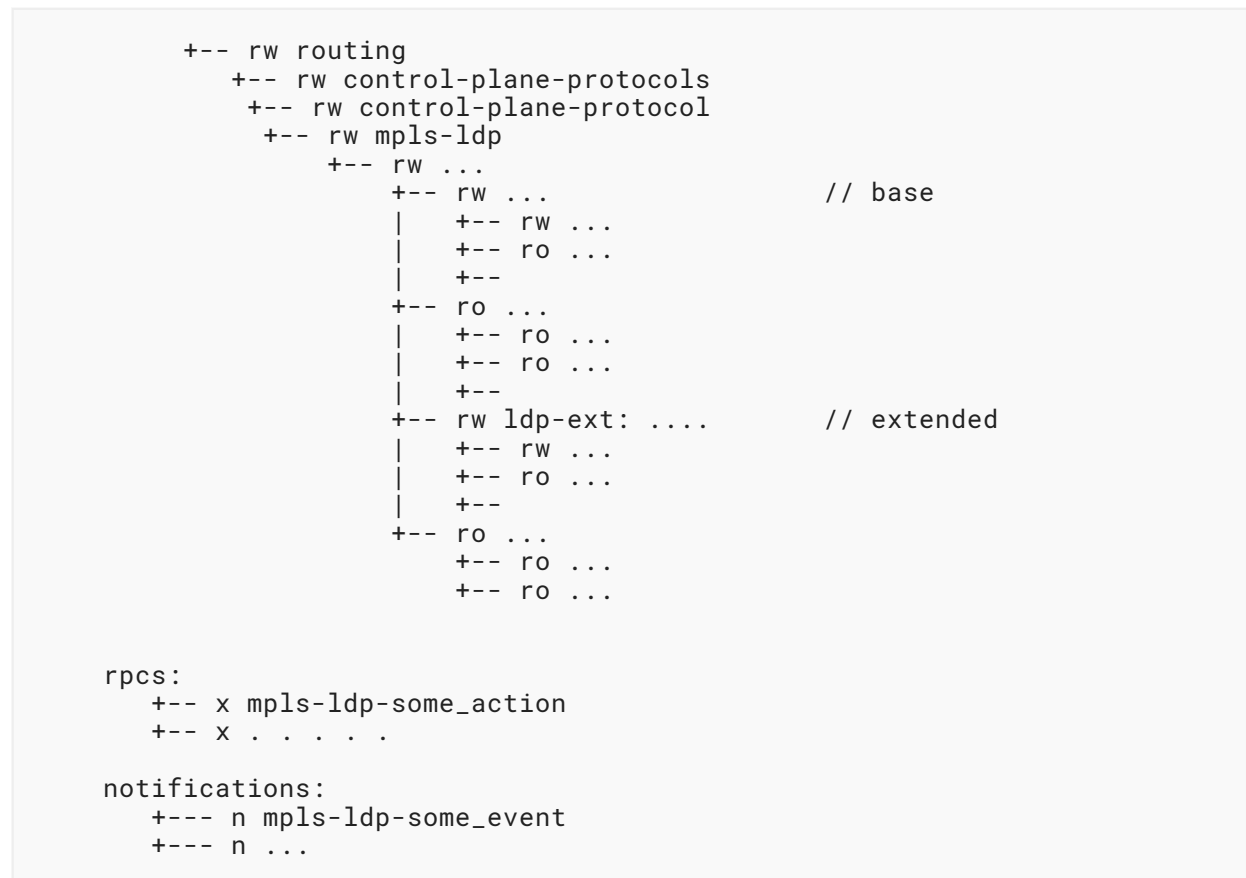 +-- rw routing
   +-- rw control-plane-protocols
    +-- rw control-plane-protocol
     +-- rw mpls-ldp
         +-- rw ...
             +-- rw ...                 // base
             |   +-- rw ...
             |   +-- ro ...
             |   +--
             +-- ro ...
             |   +-- ro ...
             |   +-- ro ...
             |   +--
             +-- rw ldp-ext: ....       // extended
             |   +-- rw ...
             |   +-- ro ...
             |   +--
             +-- ro ...
                 +-- ro ...
                 +-- ro ...
rpcs:
   +-- x mpls-ldp-some_action
   +-- x . . . . .
notifications:
   +--- n mpls-ldp-some_event
   +--- n ...